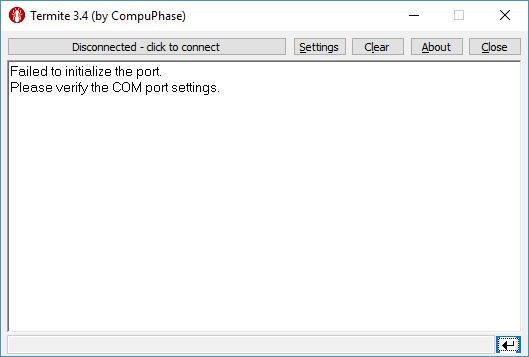 Termite 3.4 (by CompuPhase)
Disconnected - click to connect Settings Clear About Close
Failed to initialize the port.
Please verify the COM port settings.